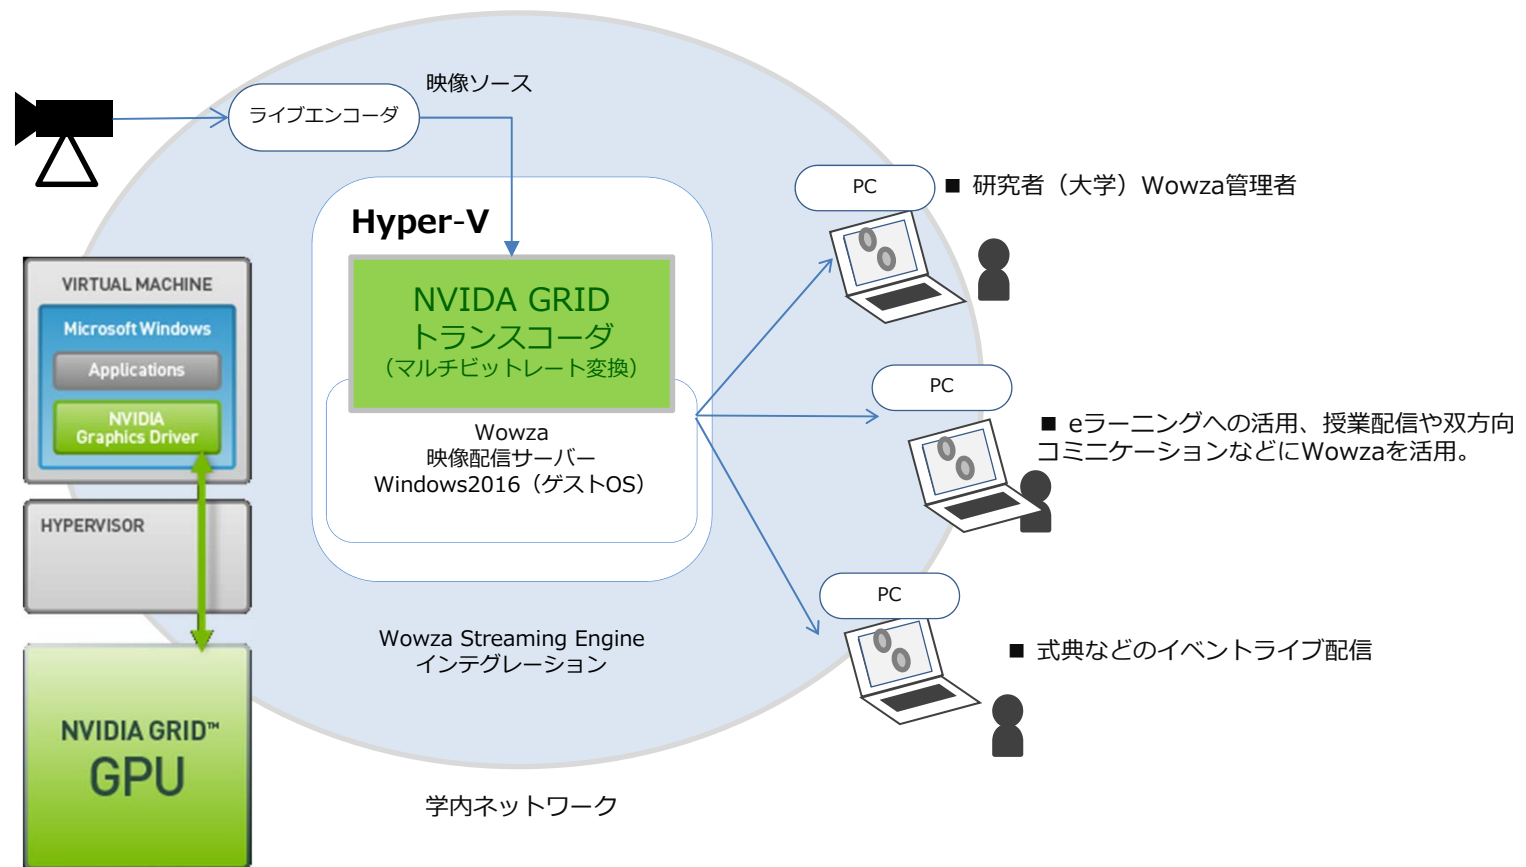 映像ソース
ライブエンコーダ
Hyper-V
NVIDA GRID
トランスコーダ
（マルチビットレート変換）
Wowza
映像配信サーバー
Windows2016（ゲストOS）
Wowza Streaming Engine
インテグレーション
学内ネットワーク
VIRTUAL MACHINE
Microsoft Windows
Applications
NVIDIA
Graphics Driver
HYPERVISOR
NVIDIA GRID™
GPU
PC
■ 研究者（大学）Wowza管理者
PC
■ eラーニングへの活用、授業配信や双方向
コミニケーションなどにWowzaを活用。
PC
■ 式典などのイベントライブ配信